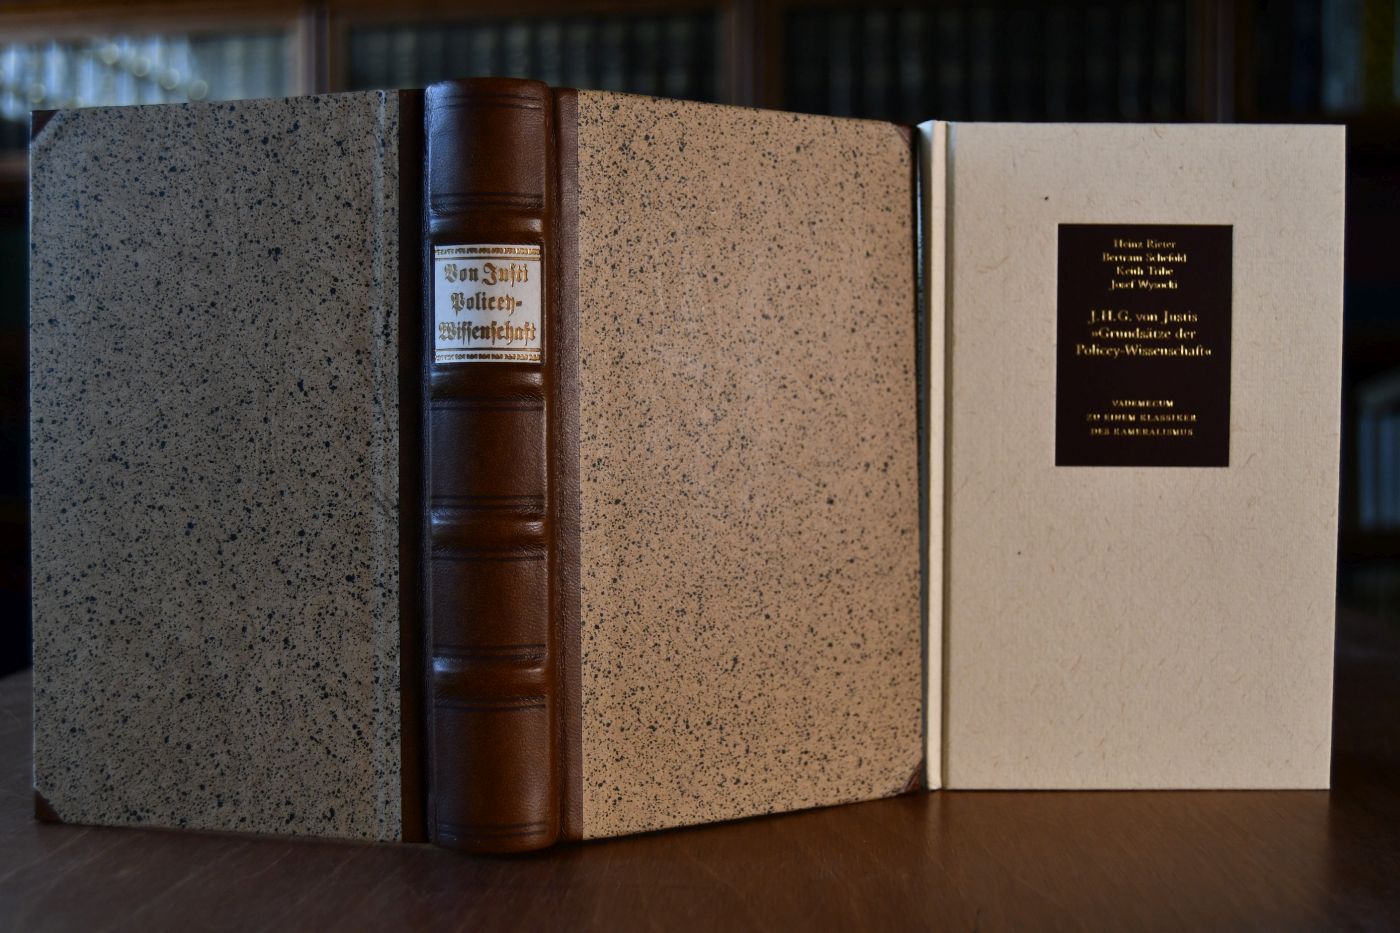 Von Justi
Policey-
Wissenschaft
Heinz Rieter
Bertram Schefold
Keith Tribe
Josef Wysocki
J.H.G. von Justis
»Grundsätze der
Policey-Wissenschaft«
VADEMECUM
ZU EINEM KLASSIKER
DES KAMERALISMUS